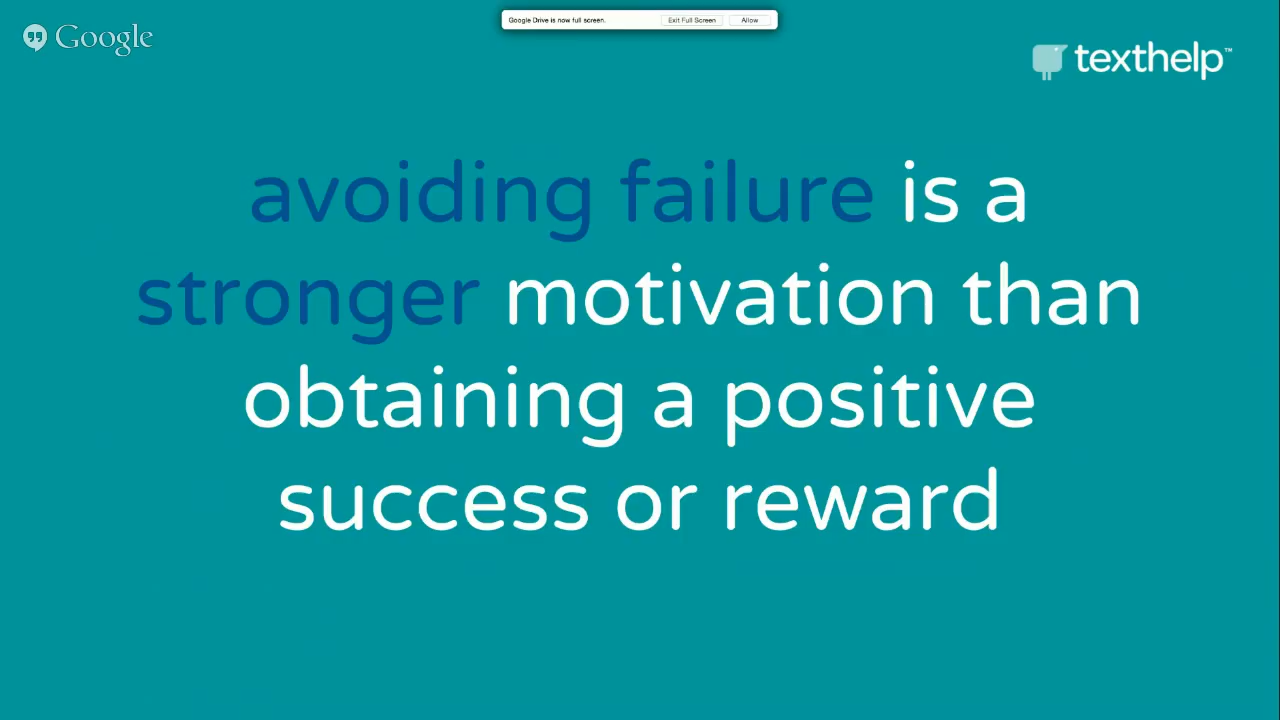 Google Drive is now full screen. Exit Full Screen Allow
Google
texthelp™
avoiding failure is a
stronger motivation than
obtaining a positive
success or reward